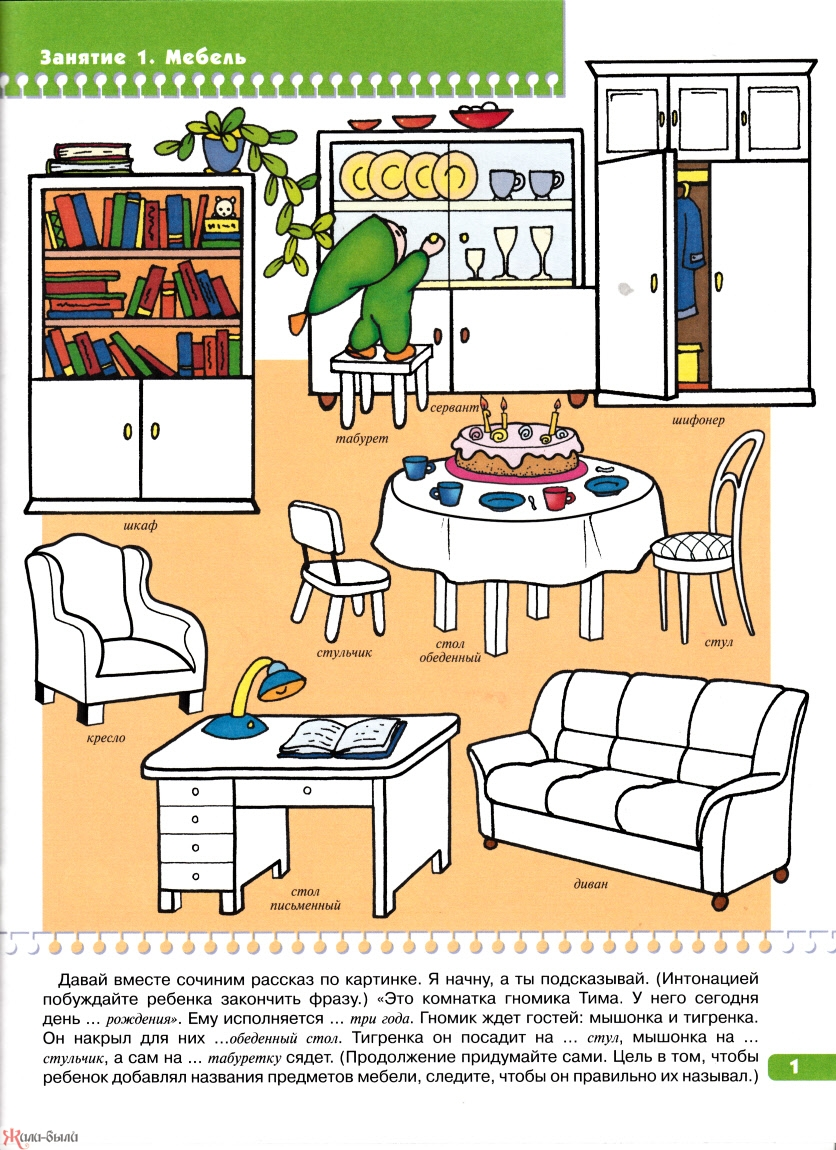 Занятие 1. Мебель
сервант
табурет
шифонер
шкаф
стульчик
стол
обеденный
стул
кресло
стол
письменный
диван
Давай вместе сочиним рассказ по картинке. Я начну, а ты подсказывай. (Интонацией
побуждайте ребенка закончить фразу.) «Это комнатка гномика Тима. У него сегодня
день ... рождения». Ему исполняется ... три года. Гномик ждет гостей: мышонка и тигренка.
Он накрыл для них ...обеденный стол. Тигренка он посадит на ... стул, мышонка на ...
стульчик, а сам на ... табуретку сядет. (Продолжение придумайте сами. Цель в том, чтобы
ребенок добавлял названия предметов мебели, следите, чтобы он правильно их называл.)
1
Жили-были